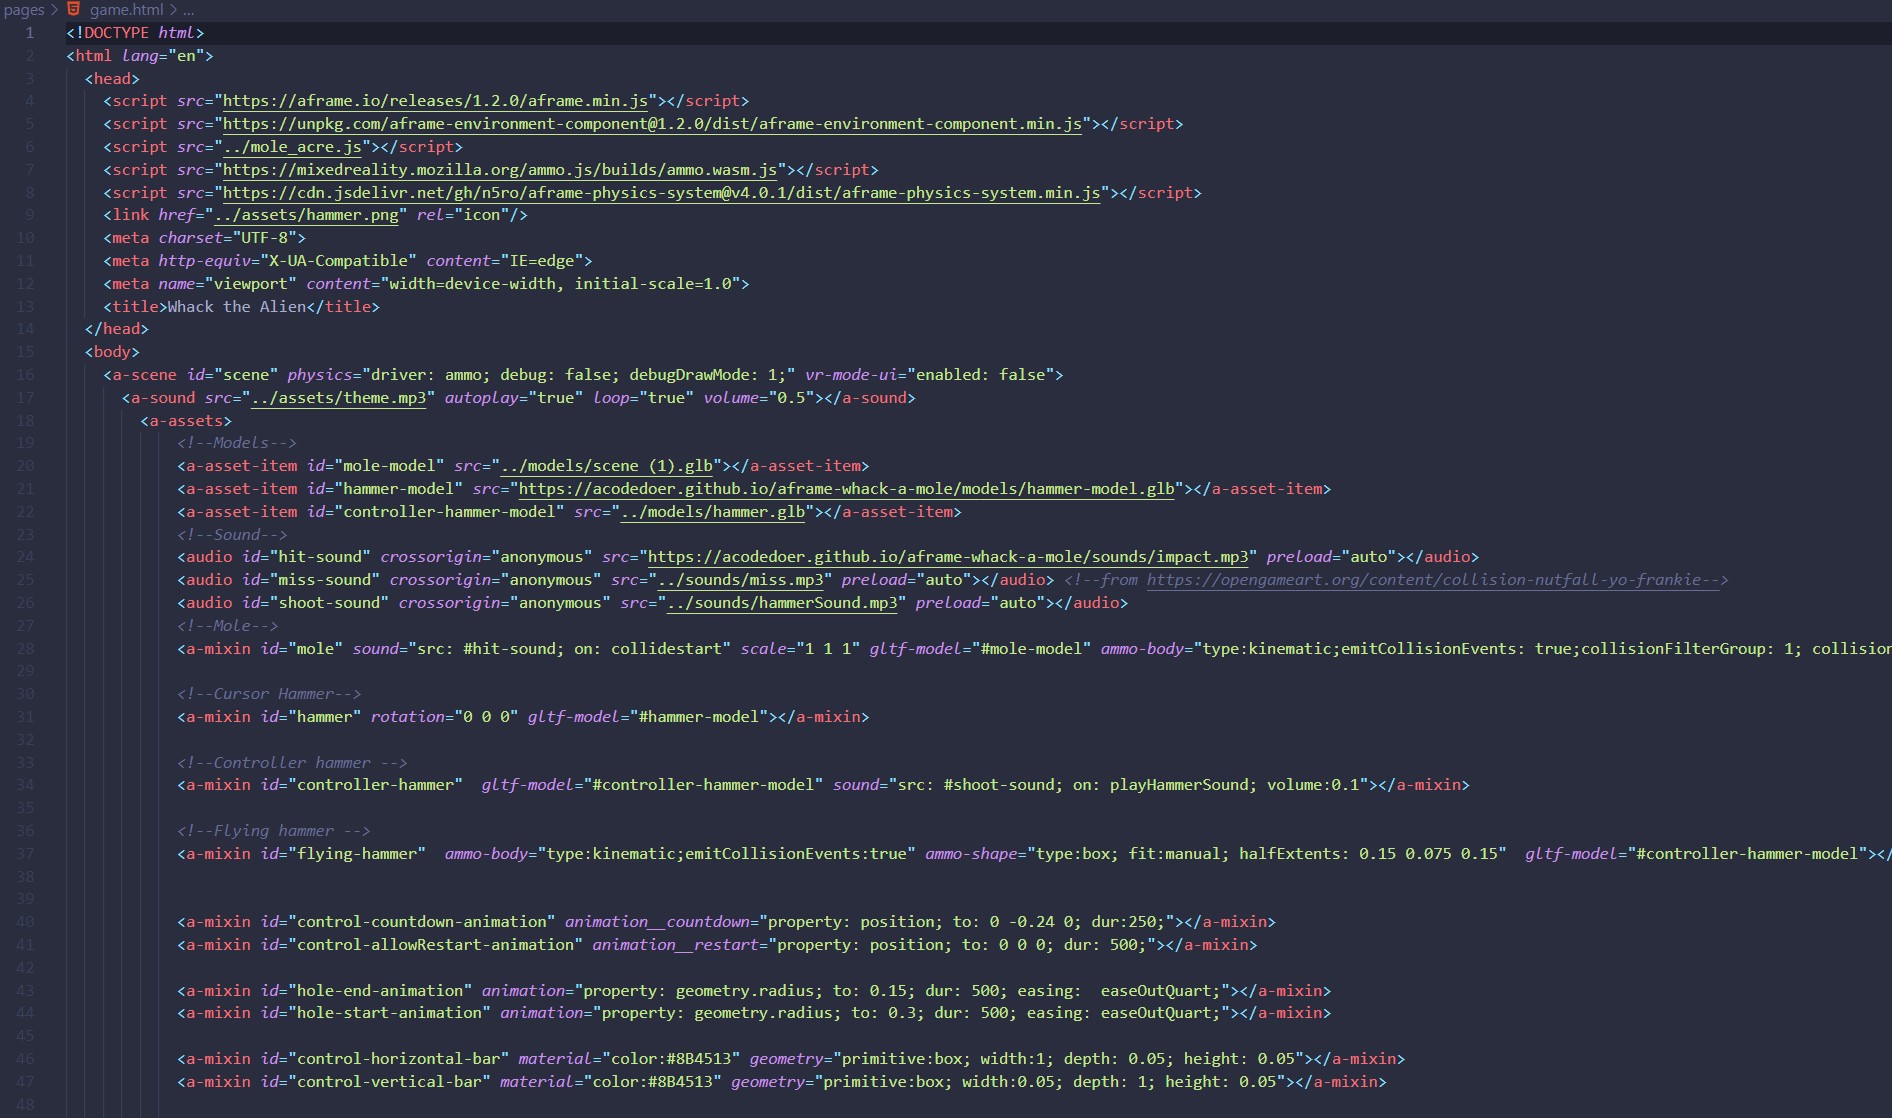 pages > game.html > ...
1 <!DOCTYPE html>
2 <html lang="en">
3 <head>
4 <script src="https://aframe.io/releases/1.2.0/aframe.min.js"></script>
5 <script src="https://unpkg.com/aframe-environment-component@1.2.0/dist/aframe-environment-component.min.js"></script>
6 <script src="../mole_acre.js"></script>
7 <script src="https://mixedreality.mozilla.org/ammo.js/builds/ammo.wasm.js"></script>
8 <script src="https://cdn.jsdelivr.net/gh/n5ro/aframe-physics-system@v4.0.1/dist/aframe-physics-system.min.js"></script>
9 <link href="../assets/hammer.png" rel="icon"/>
10 <meta charset="UTF-8">
11 <meta http-equiv="X-UA-Compatible" content="IE=edge">
12 <meta name="viewport" content="width=device-width, initial-scale=1.0">
13 <title>Whack the Alien</title>
14 </head>
15 <body>
16 <a-scene id="scene" physics="driver: ammo; debug: false; debugDrawMode: 1;" vr-mode-ui="enabled: false">
17 <a-sound src="../assets/theme.mp3" autoplay="true" loop="true" volume="0.5"></a-sound>
18 <a-assets>
19 <!--Models-->
20 <a-asset-item id="mole-model" src="../models/scene (1).glb"></a-asset-item>
21 <a-asset-item id="hammer-model" src="https://acodedoer.github.io/aframe-whack-a-mole/models/hammer-model.glb"></a-asset-item>
22 <a-asset-item id="controller-hammer-model" src="../models/hammer.glb"></a-asset-item>
23 <!--Sound-->
24 <audio id="hit-sound" crossorigin="anonymous" src="https://acodedoer.github.io/aframe-whack-a-mole/sounds/impact.mp3" preload="auto"></audio>
25 <audio id="miss-sound" crossorigin="anonymous" src="../sounds/miss.mp3" preload="auto"></audio> <!--from https://opengameart.org/content/collision-nutfall-yo-frankie-->
26 <audio id="shoot-sound" crossorigin="anonymous" src="../sounds/hammerSound.mp3" preload="auto"></audio>
27 <!--Mole-->
28 <a-mixin id="mole" sound="src: #hit-sound; on: collidestart" scale="1 1 1" gltf-model="#mole-model" ammo-body="type:kinematic;emitCollisionEvents: true;collisionFilterGroup: 1; collision
29
30 <!--Cursor Hammer-->
31 <a-mixin id="hammer" rotation="0 0 0" gltf-model="#hammer-model"></a-mixin>
32
33 <!--Controller hammer -->
34 <a-mixin id="controller-hammer"  gltf-model="#controller-hammer-model" sound="src: #shoot-sound; on: playHammerSound; volume:0.1"></a-mixin>
35
36 <!--Flying hammer -->
37 <a-mixin id="flying-hammer"  ammo-body="type:kinematic;emitCollisionEvents:true" ammo-shape="type:box; fit:manual; halfExtents: 0.15 0.075 0.15"  gltf-model="#controller-hammer-model"></
38
39
40 <a-mixin id="control-countdown-animation" animation__countdown="property: position; to: 0 -0.24 0; dur:250;"></a-mixin>
41 <a-mixin id="control-allowRestart-animation" animation__restart="property: position; to: 0 0 0; dur: 500;"></a-mixin>
42
43 <a-mixin id="hole-end-animation" animation="property: geometry.radius; to: 0.15; dur: 500; easing:  easeOutQuart;"></a-mixin>
44 <a-mixin id="hole-start-animation" animation="property: geometry.radius; to: 0.3; dur: 500; easing: easeOutQuart;"></a-mixin>
45
46 <a-mixin id="control-horizontal-bar" material="color:#8B4513" geometry="primitive:box; width:1; depth: 0.05; height: 0.05"></a-mixin>
47 <a-mixin id="control-vertical-bar" material="color:#8B4513" geometry="primitive:box; width:0.05; depth: 1; height: 0.05"></a-mixin>
48